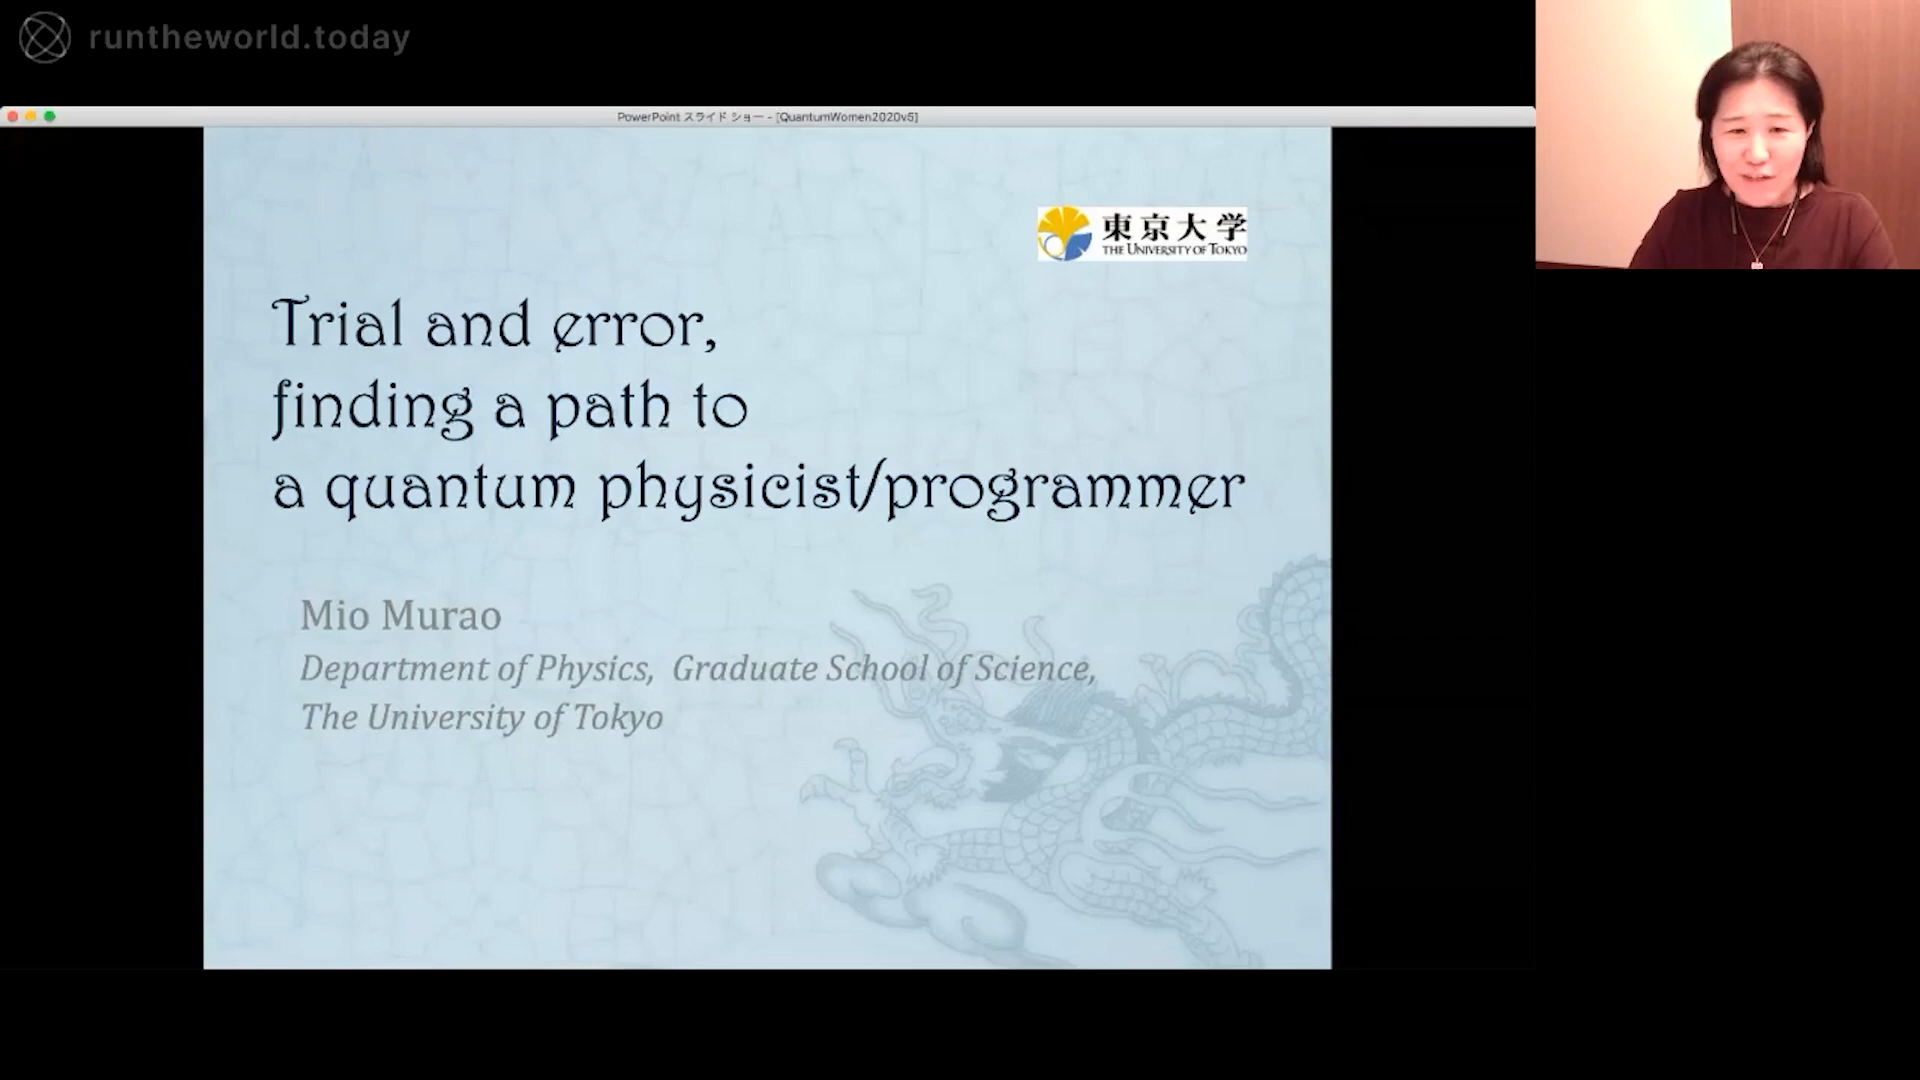 runtheworld.today
PowerPoint スライド ショー - [QuantumWomen2020v5]
東京大学
THE UNIVERSITY OF TOKYO
Trial and error,
finding a path to
a quantum physicist/programmer
Mio Murao
Department of Physics, Graduate School of Science,
The University of Tokyo